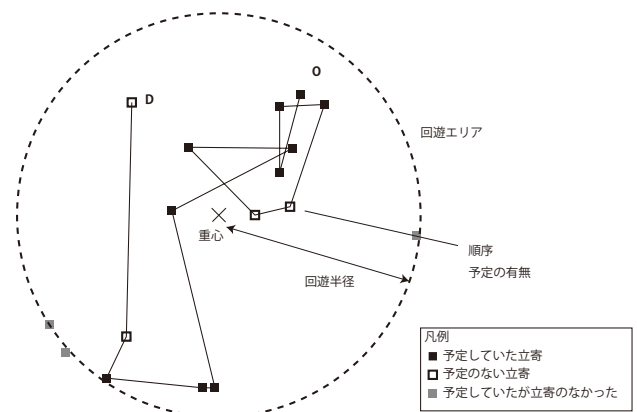 O
D
回遊エリア
重心
順序
予定の有無
回遊半径
凡例
予定していた立寄
予定のない立寄
予定していたが立寄のなかった